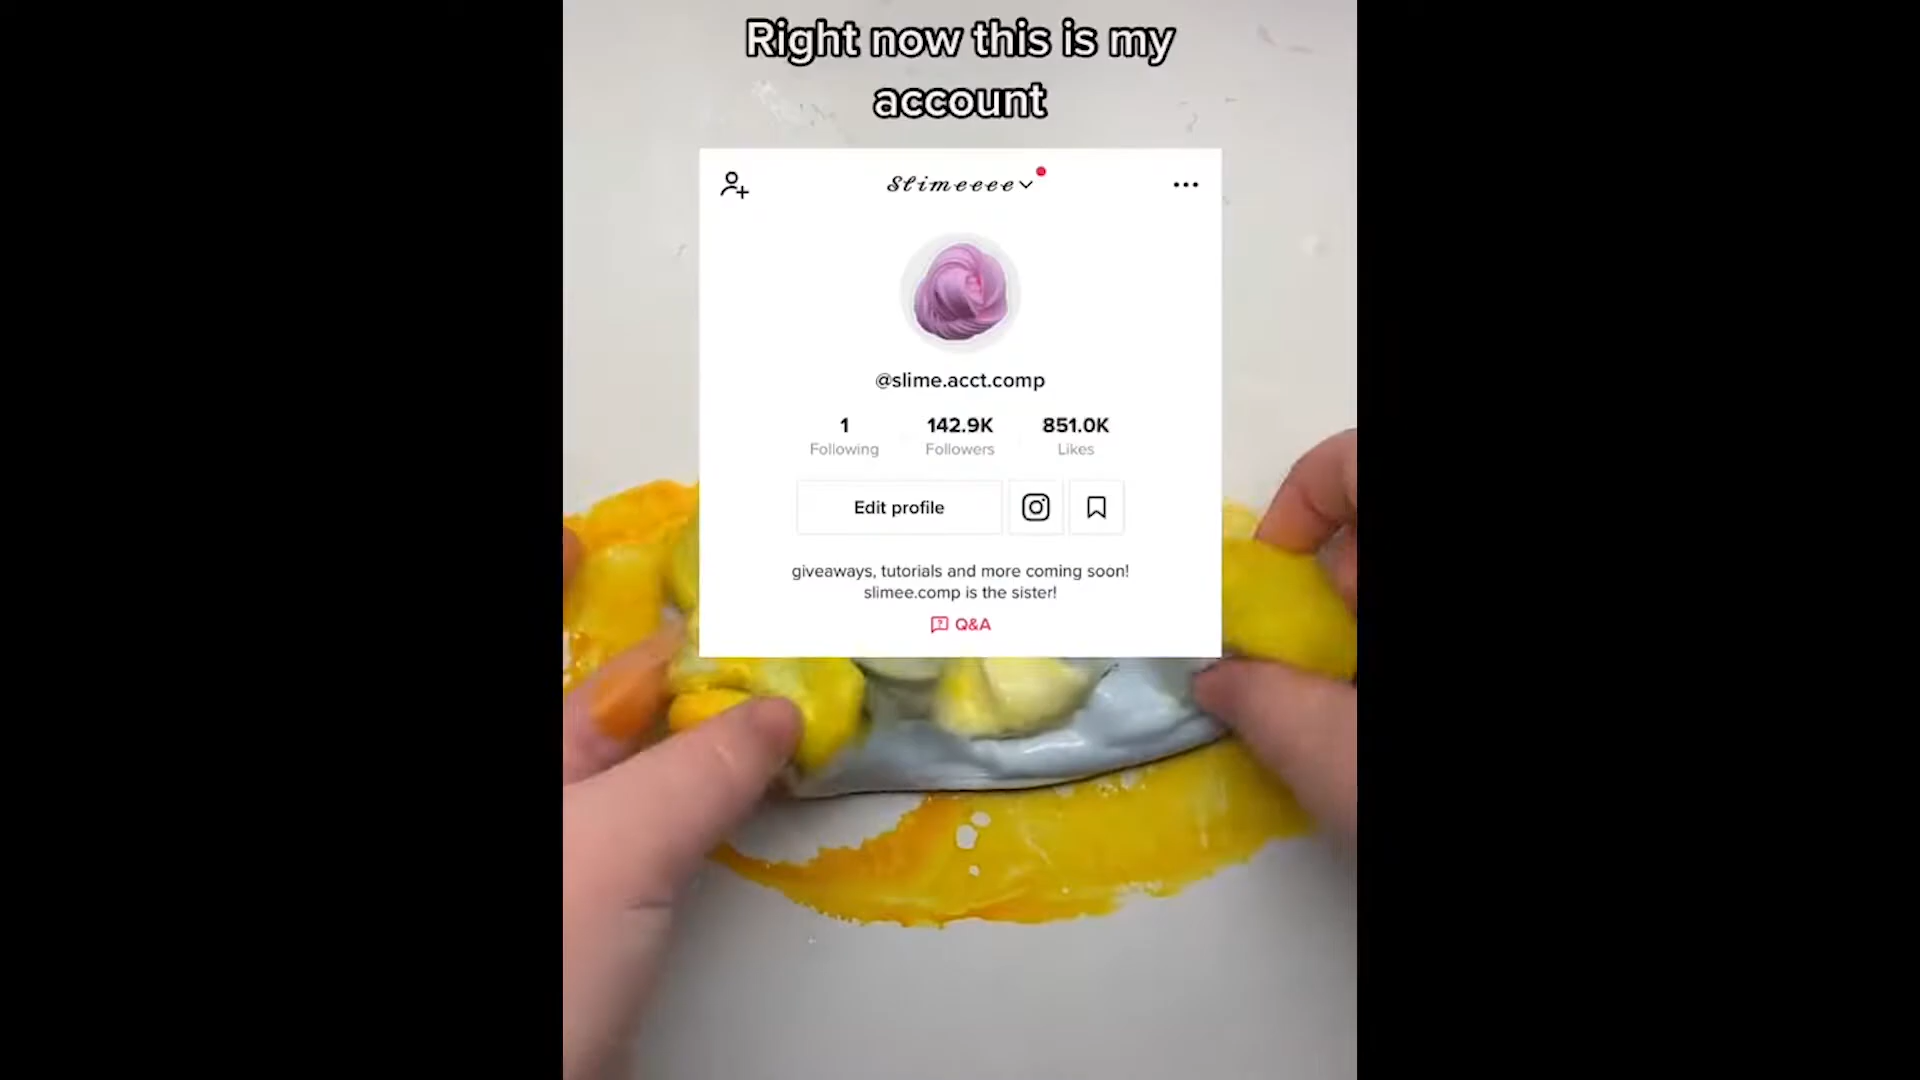 Right now this is my
account
Slimeeee
@slime.acct.comp
1 142.9K 851.0K
Following Followers Likes
Edit profile
giveaways, tutorials and more coming soon!
slimee.comp is the sister!
Q&A